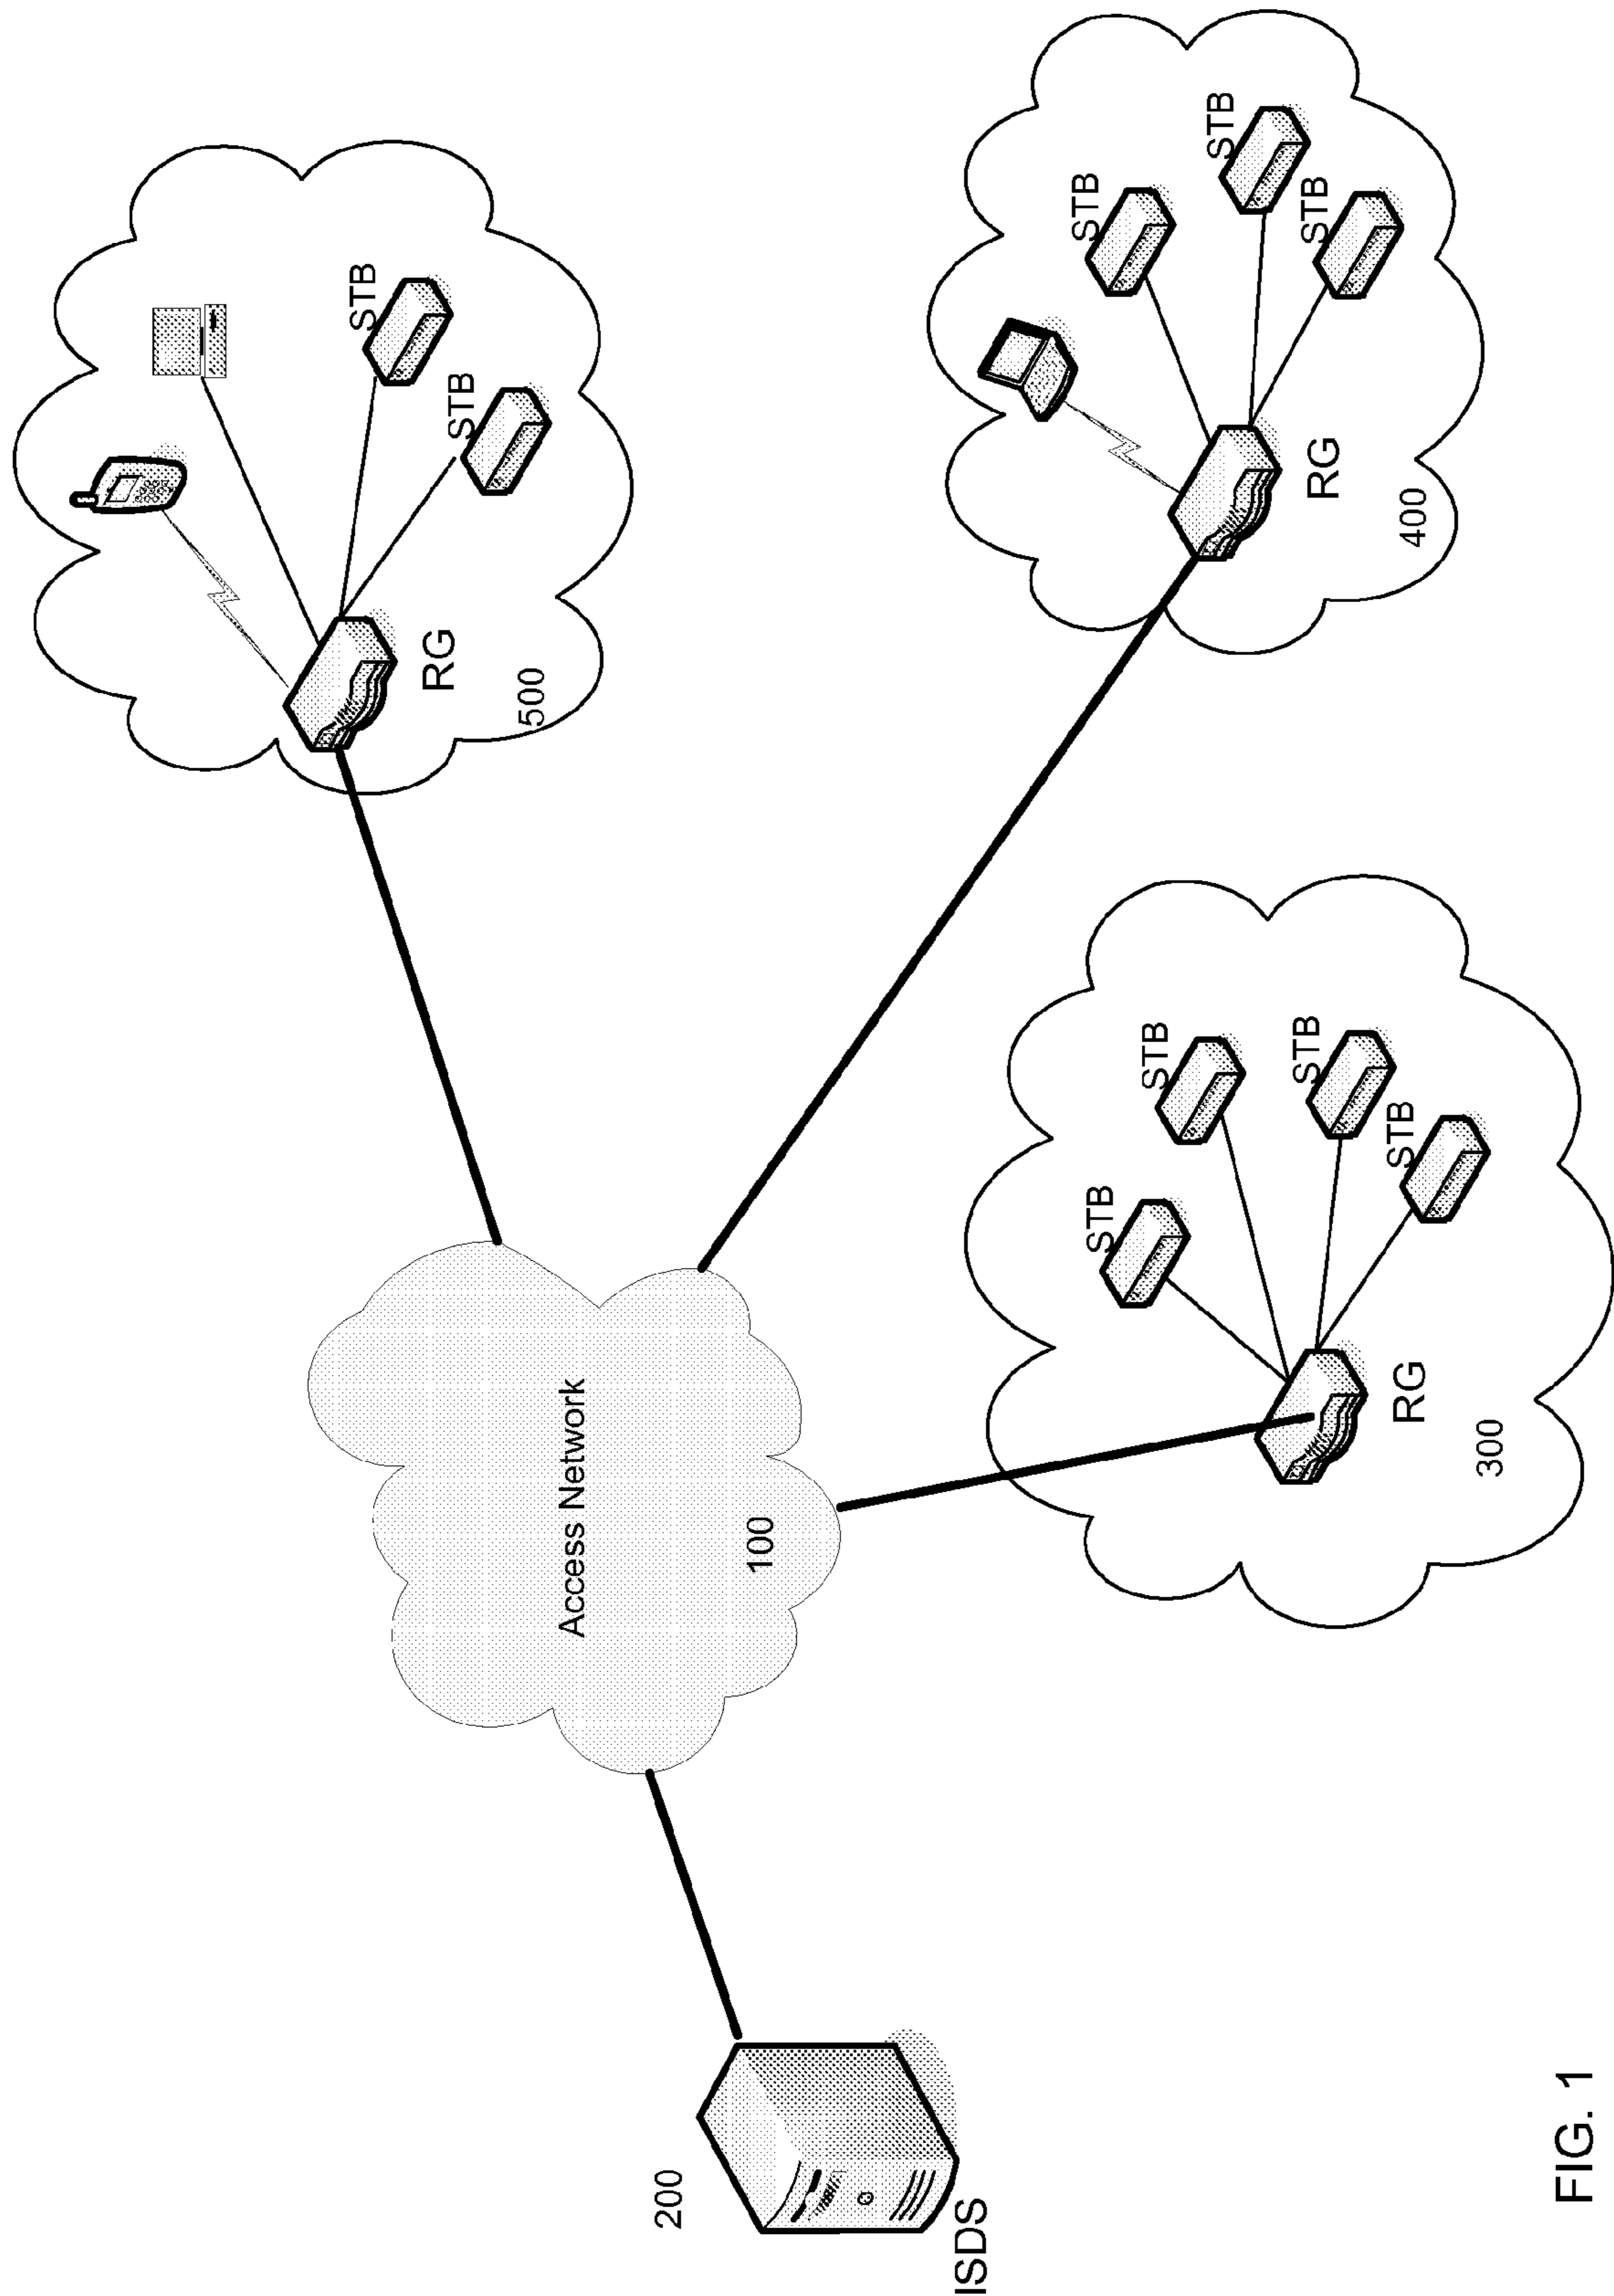 STB
STB
RG
500
STB
STB
STB
RG
400
Access Network
100
STB
STB
STB
STB
RG
300
200
ISDS
FIG. 1